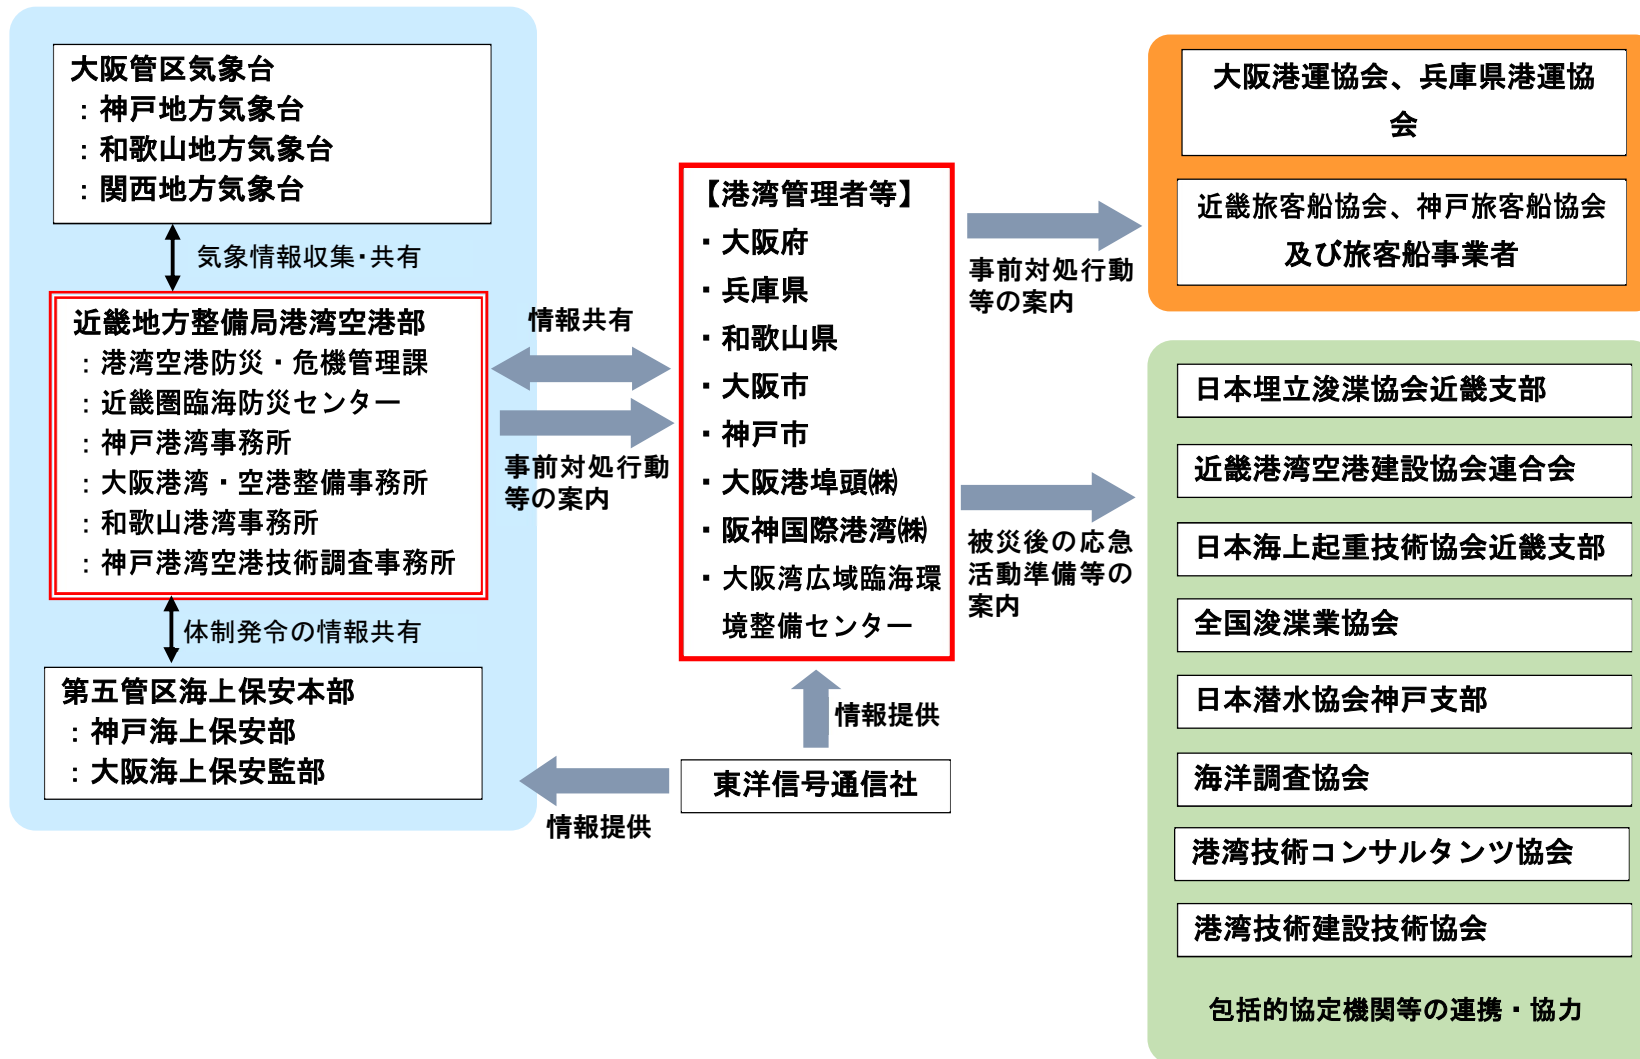 大阪管区気象台
：神戸地方気象台
：和歌山地方気象台
：関西地方気象台
気象情報収集・共有
近畿地方整備局港湾空港部
：港湾空港防災・危機管理課
：近畿圏臨海防災センター
：神戸港湾事務所
：大阪港湾・空港整備事務所
：和歌山港湾事務所
：神戸港湾空港技術調査事務所
体制発令の情報共有
第五管区海上保安本部
：神戸海上保安部
：大阪海上保安監部
情報共有
事前対処行動
等の案内
【港湾管理者等】
・大阪府
・兵庫県
・和歌山県
・大阪市
・神戸市
・大阪港埠頭㈱
・阪神国際港湾㈱
・大阪湾広域臨海環
境整備センター
情報提供
東洋信号通信社
情報提供
事前対処行動
等の案内
被災後の応急
活動準備等の
案内
大阪港運協会、兵庫県港運協
会
近畿旅客船協会、神戸旅客船協会
及び旅客船事業者
日本埋立浚渫協会近畿支部
近畿港湾空港建設協会連合会
日本海上起重技術協会近畿支部
全国浚渫業協会
日本潜水協会神戸支部
海洋調査協会
港湾技術コンサルタンツ協会
港湾技術建設技術協会
包括的協定機関等の連携・協力